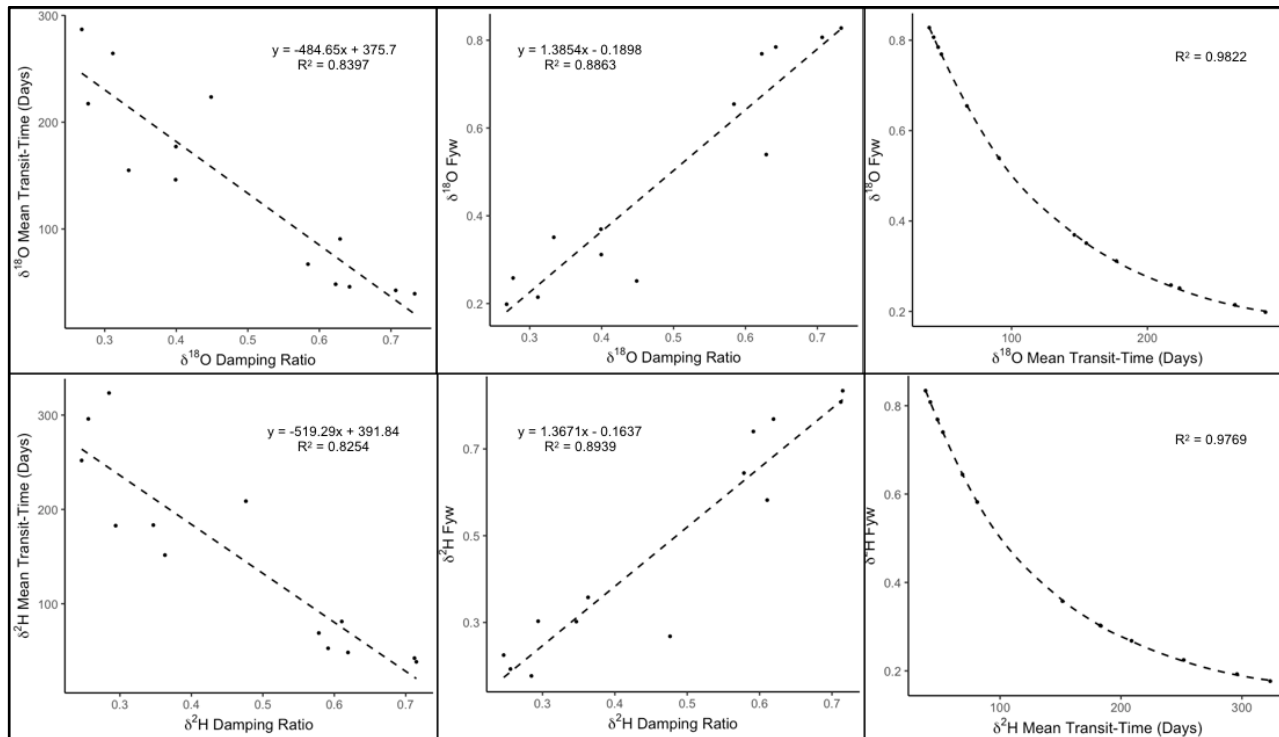 300
200
100
δ¹⁸O Mean Transit-Time (Days)
y = -484.65x + 375.7
R² = 0.8397
0.3 0.4 0.5 0.6 0.7
δ¹⁸O Damping Ratio
0.8
0.6
0.4
0.2
δ¹⁸O Fyw
y = 1.3854x - 0.1898
R² = 0.8863
0.3 0.4 0.5 0.6 0.7
δ¹⁸O Damping Ratio
0.8
0.6
0.4
0.2
δ¹⁸O Fyw
R² = 0.9822
100 200
δ¹⁸O Mean Transit-Time (Days)
300
200
100
δ²H Mean Transit-Time (Days)
y = -519.29x + 391.84
R² = 0.8254
0.3 0.4 0.5 0.6 0.7
δ²H Damping Ratio
0.7
0.5
0.3
δ²H Fyw
y = 1.3671x - 0.1637
R² = 0.8939
0.3 0.4 0.5 0.6 0.7
δ²H Damping Ratio
0.8
0.6
0.4
0.2
δ²H Fyw
R² = 0.9769
100 200 300
δ²H Mean Transit-Time (Days)